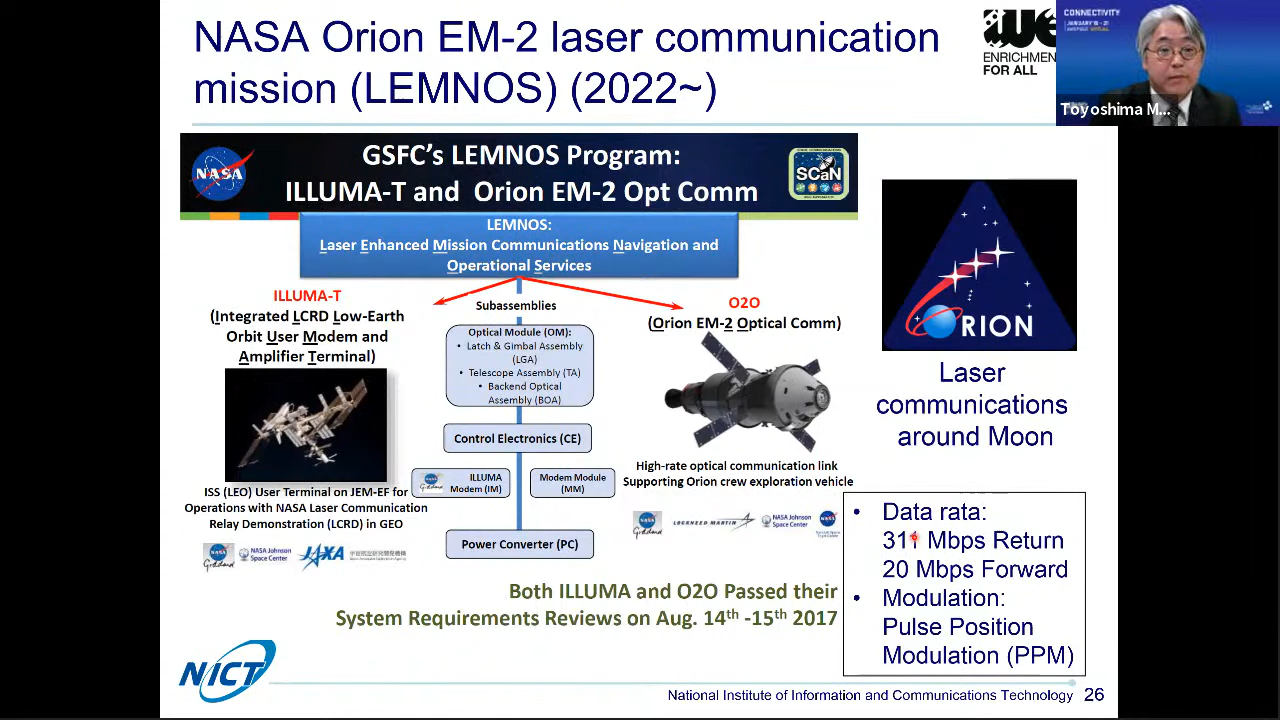 NASA Orion EM-2 laser communication
mission (LEMNOS) (2022~)
ENRICHMENT
FOR ALL
CONNECTIVITY
Toyoshima M...
NASA
GSFC's LEMNOS Program:
ILLUMA-T and Orion EM-2 Opt Comm
SCaN
LEMNOS:
Laser Enhanced Mission Communications Navigation and
Operational Services
ILLUMA-T
(Integrated LCRD Low-Earth
Orbit User Modem and
Amplifier Terminal)
Subassemblies
Optical Module (OM):
• Latch & Gimbal Assembly
(LGA)
• Telescope Assembly (TA)
• Backend Optical
Assembly (BOA)
Control Electronics (CE)
ILLUMA
Modem (IM)
Modem Module
(MM)
Power Converter (PC)
O2O
(Orion EM-2 Optical Comm)
High-rate optical communication link
Supporting Orion crew exploration vehicle
Goddard
LOCKHEED MARTIN
NASA Johnson
Space Center
ISS (LEO) User Terminal on JEM-EF for
Operations with NASA Laser Communication
Relay Demonstration (LCRD) in GEO
Goddard
NASA Johnson
Space Center
JAXA
Both ILLUMA and O2O Passed their
System Requirements Reviews on Aug. 14th -15th 2017
ORION
Laser
communications
around Moon
• Data rata:
311 Mbps Return
20 Mbps Forward
• Modulation:
Pulse Position
Modulation (PPM)
NICT
National Institute of Information and Communications Technology 26